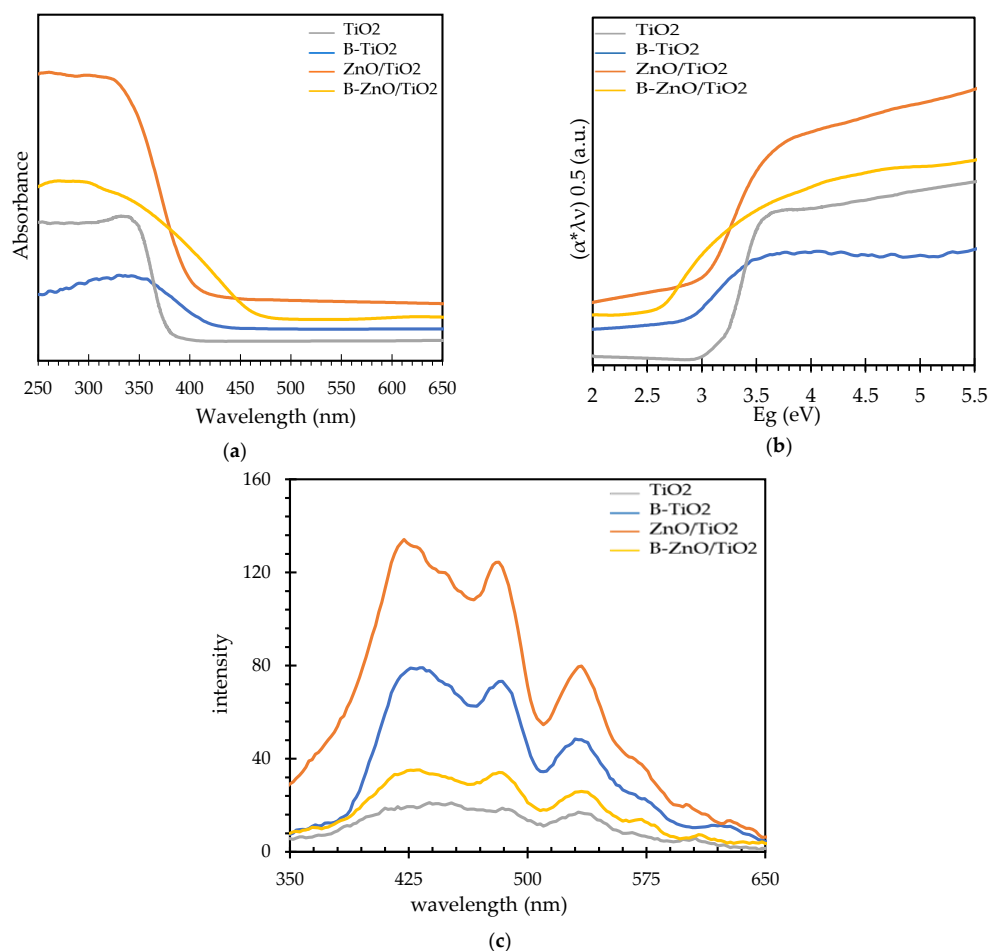 TiO2
B-TiO2
ZnO/TiO2
B-ZnO/TiO2
Absorbance
250 300 350 400 450 500 550 600 650
Wavelength (nm)
(a)
TiO2
B-TiO2
ZnO/TiO2
B-ZnO/TiO2
(α*λν) 0.5 (a.u.)
2 2.5 3 3.5 4 4.5 5 5.5
Eg (eV)
(b)
TiO2
B-TiO2
ZnO/TiO2
B-ZnO/TiO2
intensity
160
120
80
40
0
350 425 500 575 650
wavelength (nm)
(c)